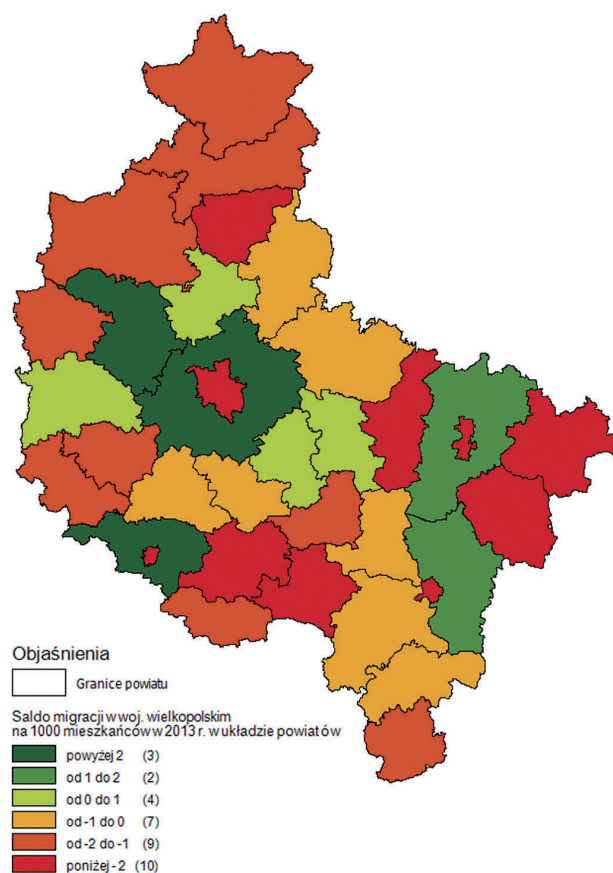 Objaśnienia
Granice powiatu
Saldo migracji w woj. wielkopolskim
na 1000 mieszkańców w 2013 r. w układzie powiatów
powyżej 2 (3)
od 1 do 2 (2)
od 0 do 1 (4)
od -1 do 0 (7)
od -2 do -1 (9)
poniżej -2 (10)